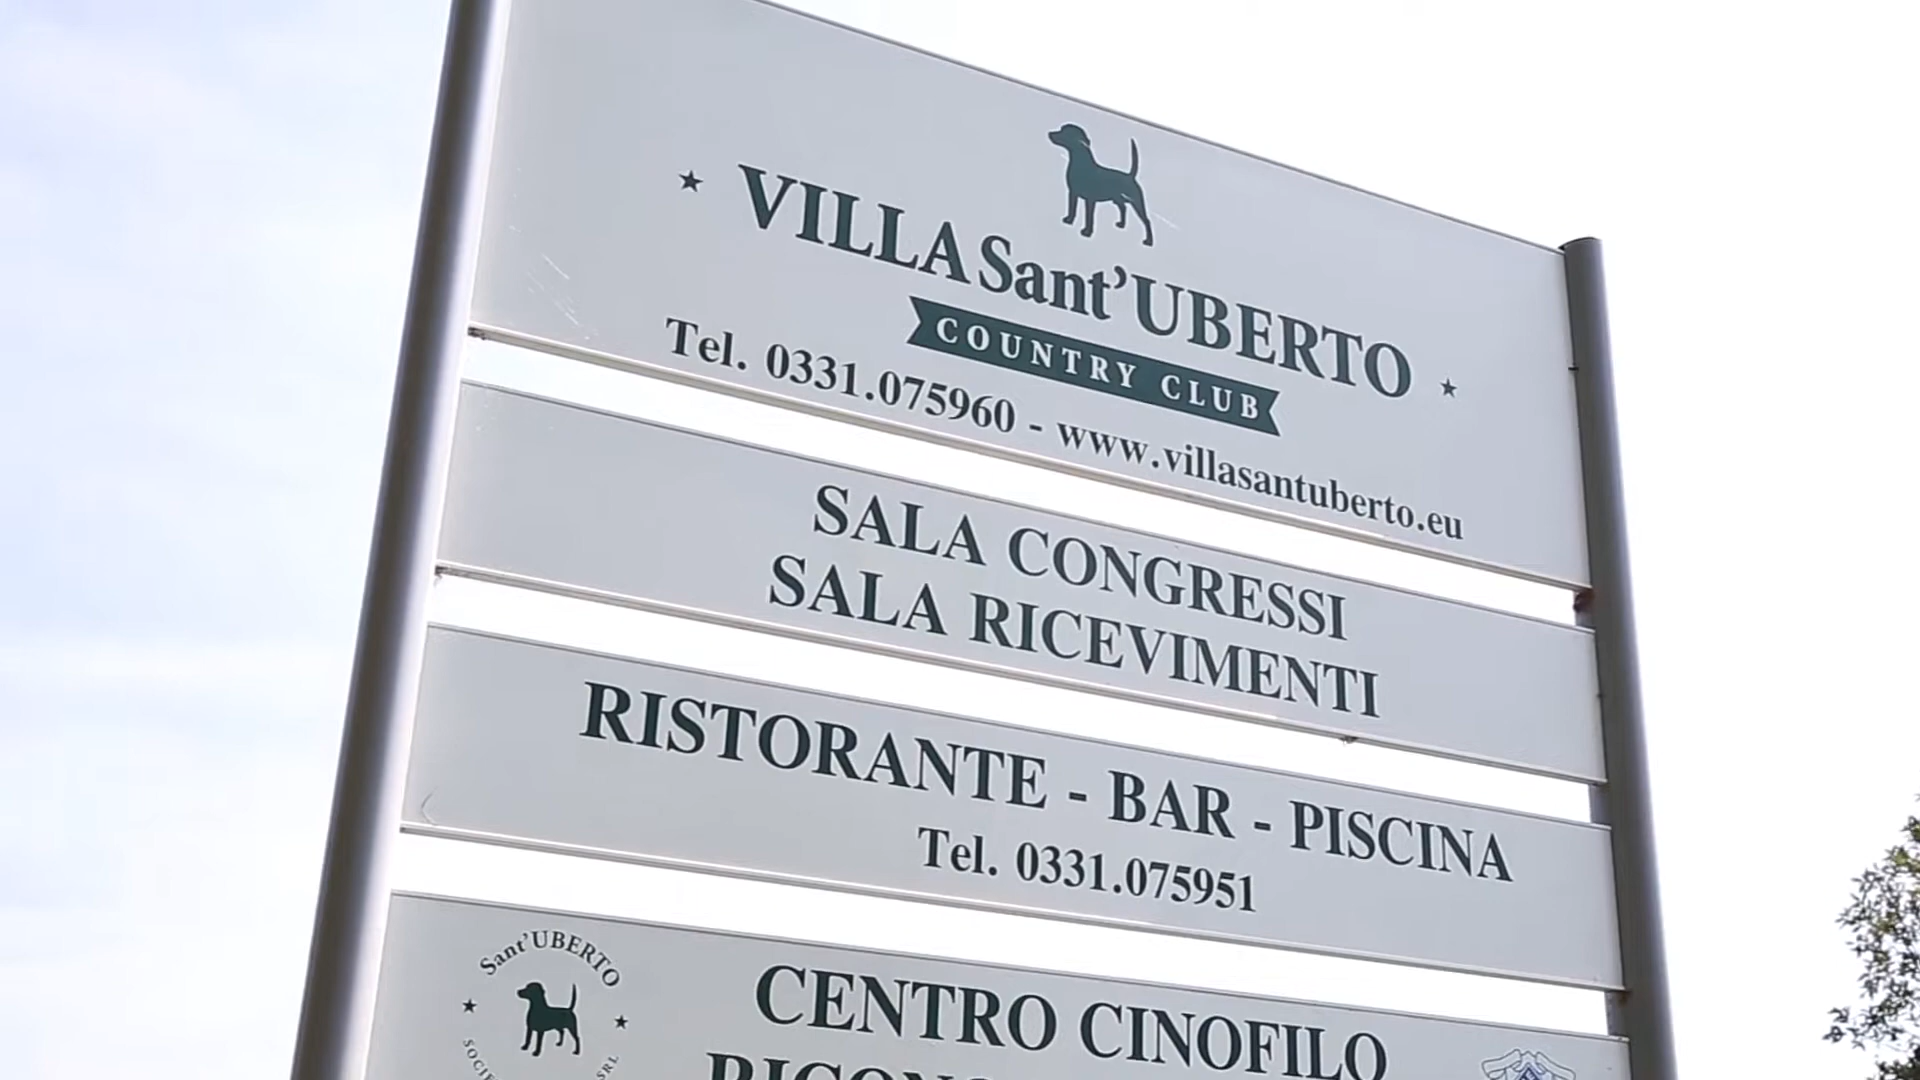 VILLA Sant'UBERTO
COUNTRY CLUB
Tel. 0331.075960 - www.villasantuberto.eu
SALA CONGRESSI
SALA RICEVIMENTI
RISTORANTE - BAR - PISCINA
Tel. 0331.075951
Sant'UBERTO
SRL
CENTRO CINOFILO